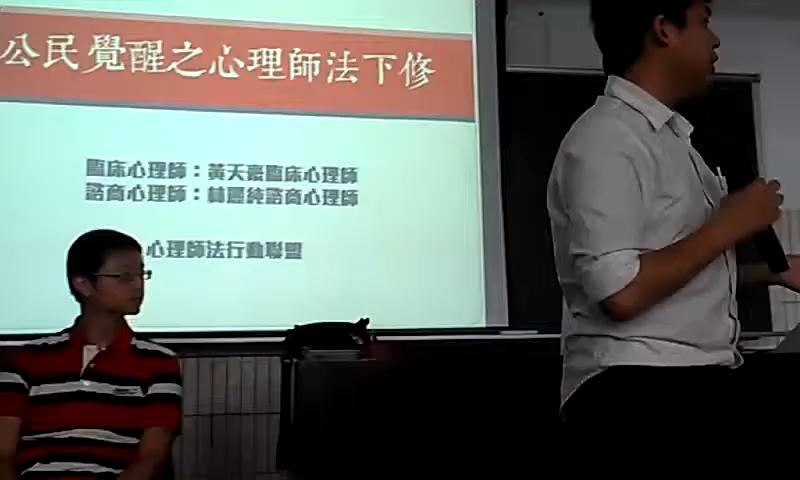 公民覺醒之心理師法下修
臨床心理師：黃天豪臨床心理師
諮商心理師：林麗純諮商心理師
心理師法行動聯盟